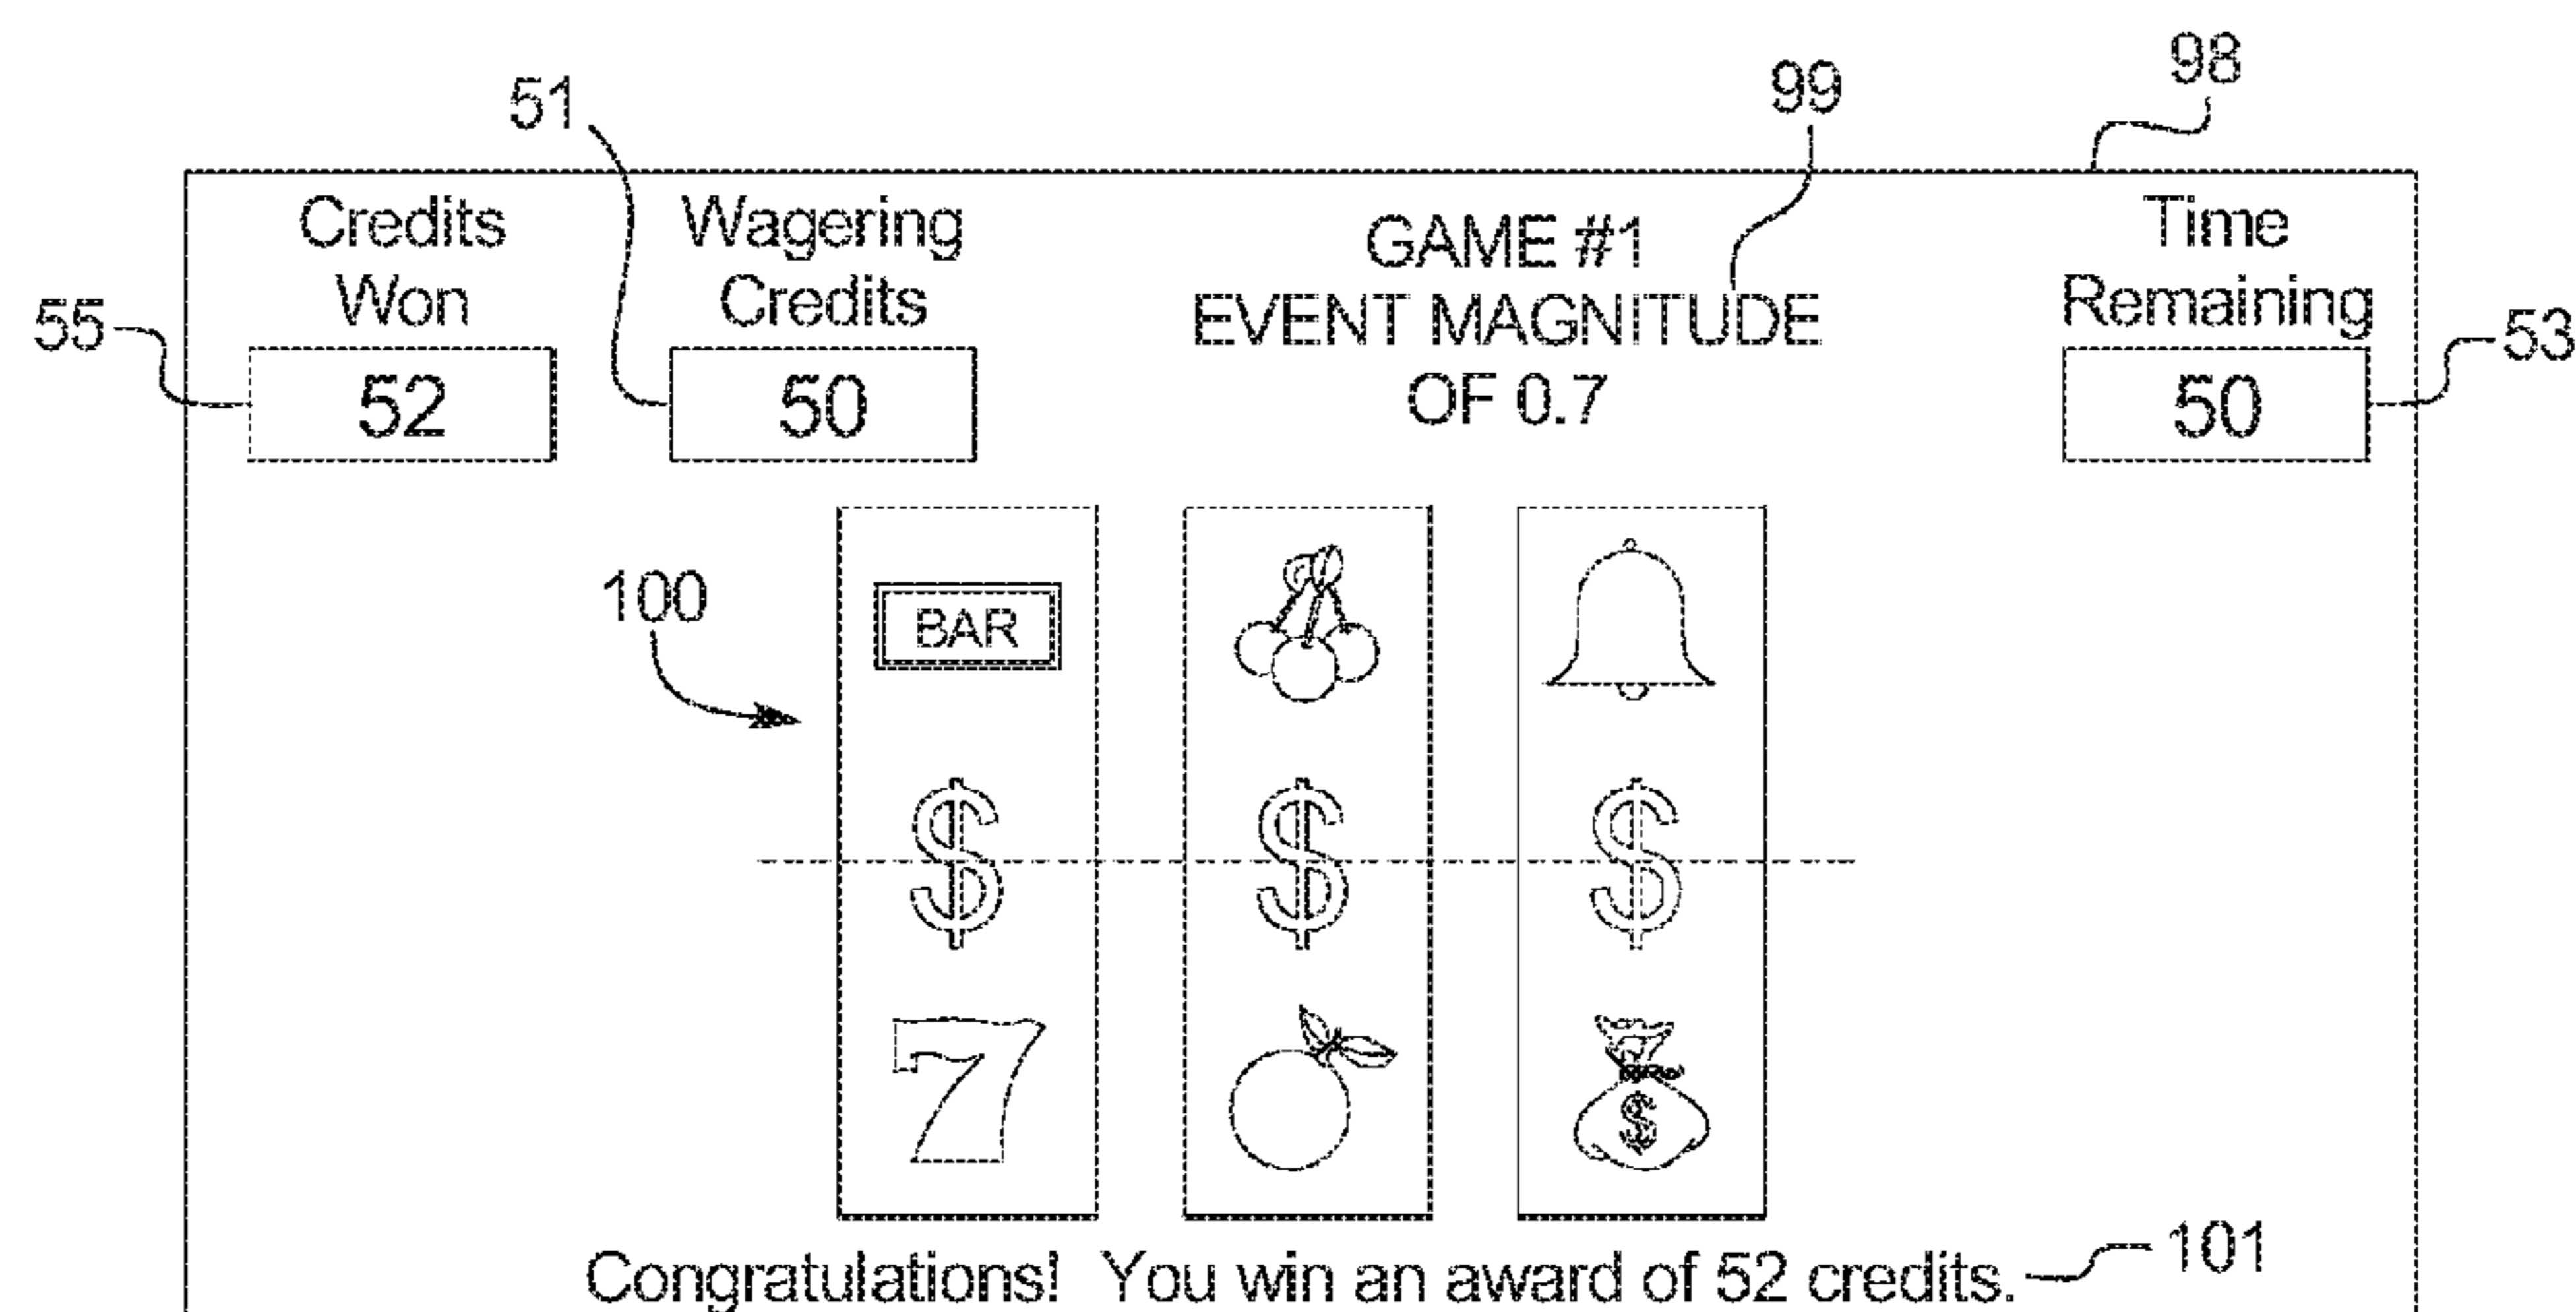 98
99
51
Credits Won
Wagering Credits
GAME #1
EVENT MAGNITUDE
OF 0.7
Time Remaining
55
52
50
50
53
100
BAR
$ $ $
7
$
Congratulations! You win an award of 52 credits.
101